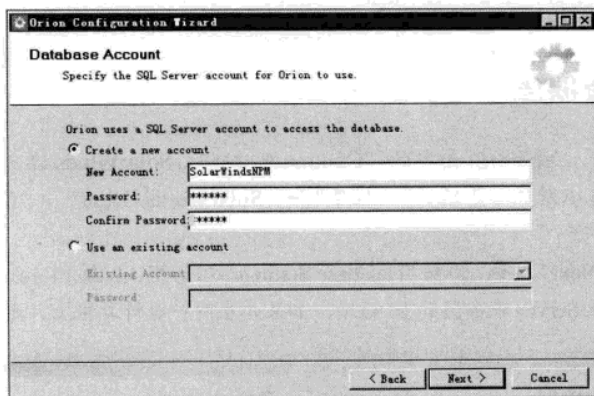 Orion Configuration Wizard
Database Account
Specify the SQL Server account for Orion to use.
Orion uses a SQL Server account to access the database.
Create a new account
New Account: SolarWindsNPM
Password: ******
Confirm Password: *****
Use an existing account
Existing Account
Password
< Back Next > Cancel